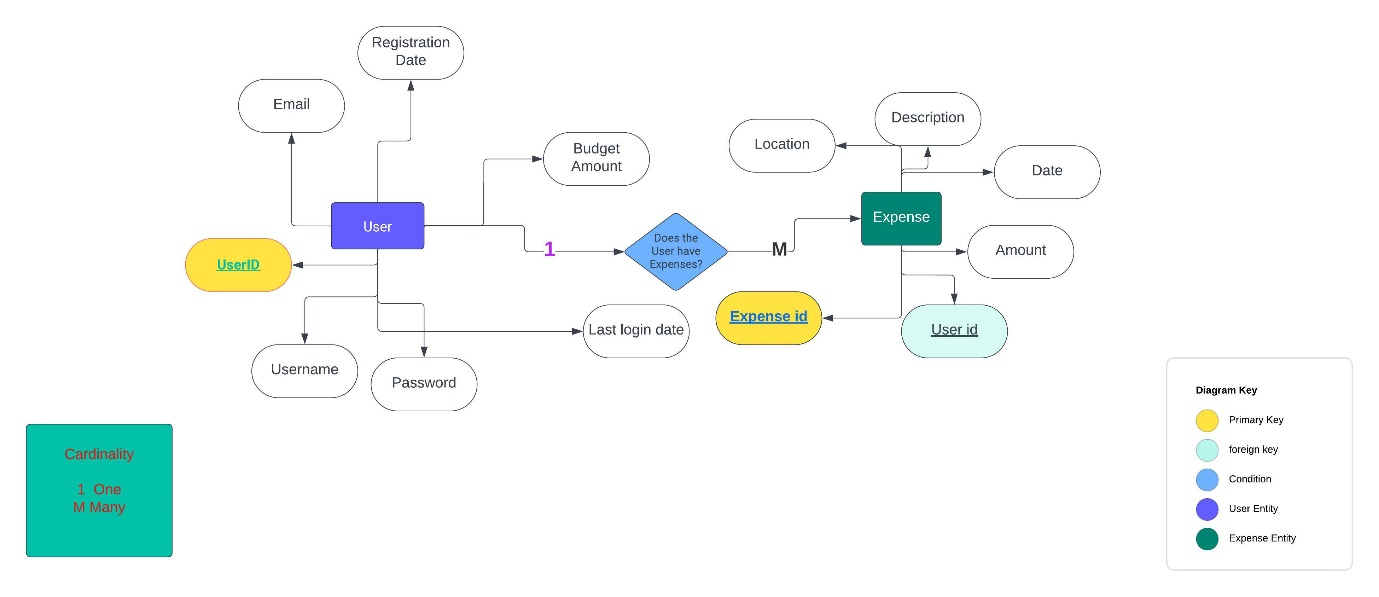 Registration
Date
Email
Description
Location
Budget
Amount
Date
User
Expense
1
Does the
User have
Expenses?
M
Amount
UserID
Expense id
User id
Last login date
Username
Password
Cardinality
1 One
M Many
Diagram Key
Primary Key
foreign key
Condition
User Entity
Expense Entity